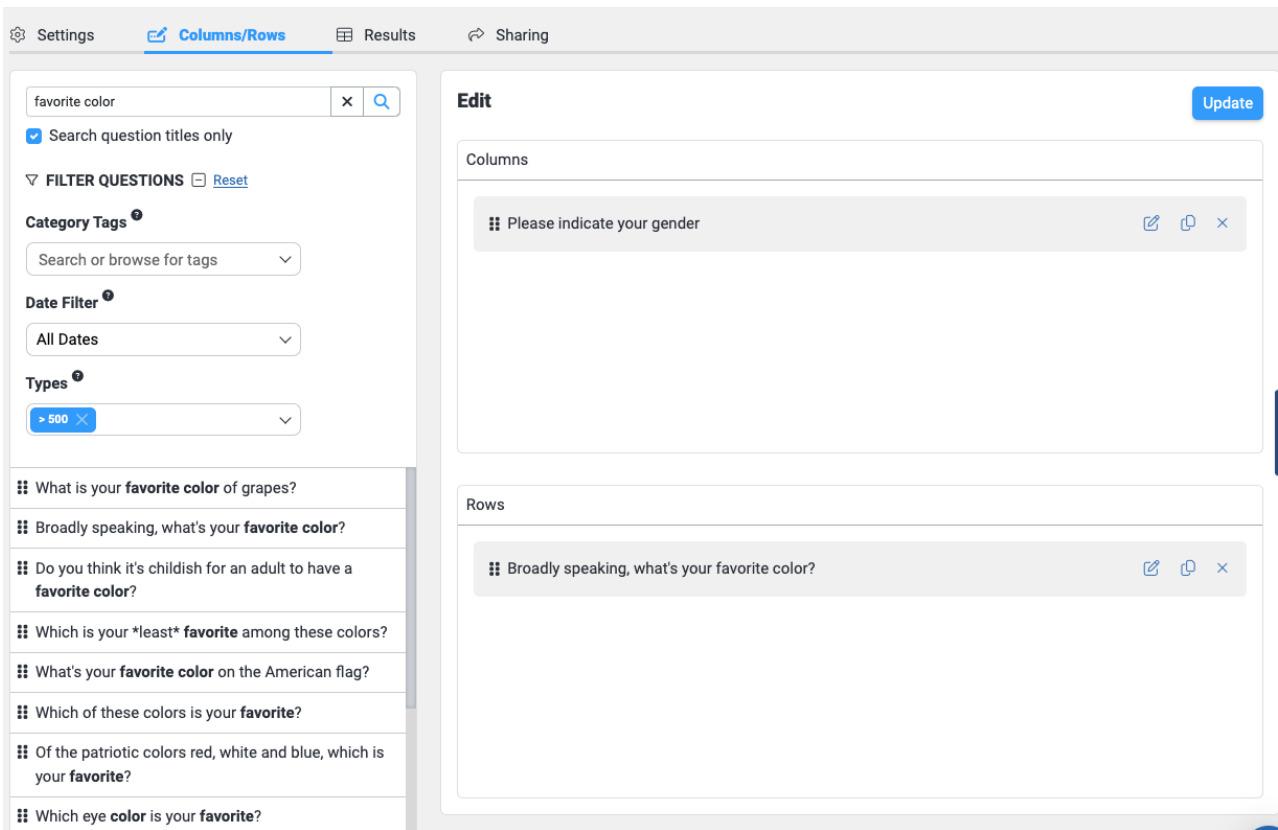 Settings
Columns/Rows
Results
Sharing
favorite color
Search question titles only
FILTER QUESTIONS
Reset
Category Tags
Search or browse for tags
Date Filter
All Dates
Types
> 500
What is your favorite color of grapes?
Broadly speaking, what's your favorite color?
Do you think it's childish for an adult to have a
favorite color?
Which is your *least* favorite among these colors?
What's your favorite color on the American flag?
Which of these colors is your favorite?
Of the patriotic colors red, white and blue, which is
your favorite?
Which eye color is your favorite?
Edit
Update
Columns
Please indicate your gender
Rows
Broadly speaking, what's your favorite color?